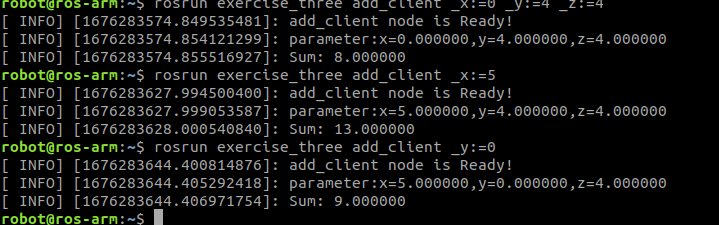 robot@ros-arm:~$ rosrun exercise_three add_client _x:=0 _y:=4 _z:=4
[ INFO] [1676283574.849535481]: add_client node is Ready!
[ INFO] [1676283574.854121299]: parameter:x=0.000000,y=4.000000,z=4.000000
[ INFO] [1676283574.855516927]: Sum: 8.000000
robot@ros-arm:~$ rosrun exercise_three add_client _x:=5
[ INFO] [1676283627.994500400]: add_client node is Ready!
[ INFO] [1676283627.999053587]: parameter:x=5.000000,y=4.000000,z=4.000000
[ INFO] [1676283628.000540840]: Sum: 13.000000
robot@ros-arm:~$ rosrun exercise_three add_client _y:=0
[ INFO] [1676283644.400814876]: add_client node is Ready!
[ INFO] [1676283644.405292418]: parameter:x=5.000000,y=0.000000,z=4.000000
[ INFO] [1676283644.406971754]: Sum: 9.000000
robot@ros-arm:~$